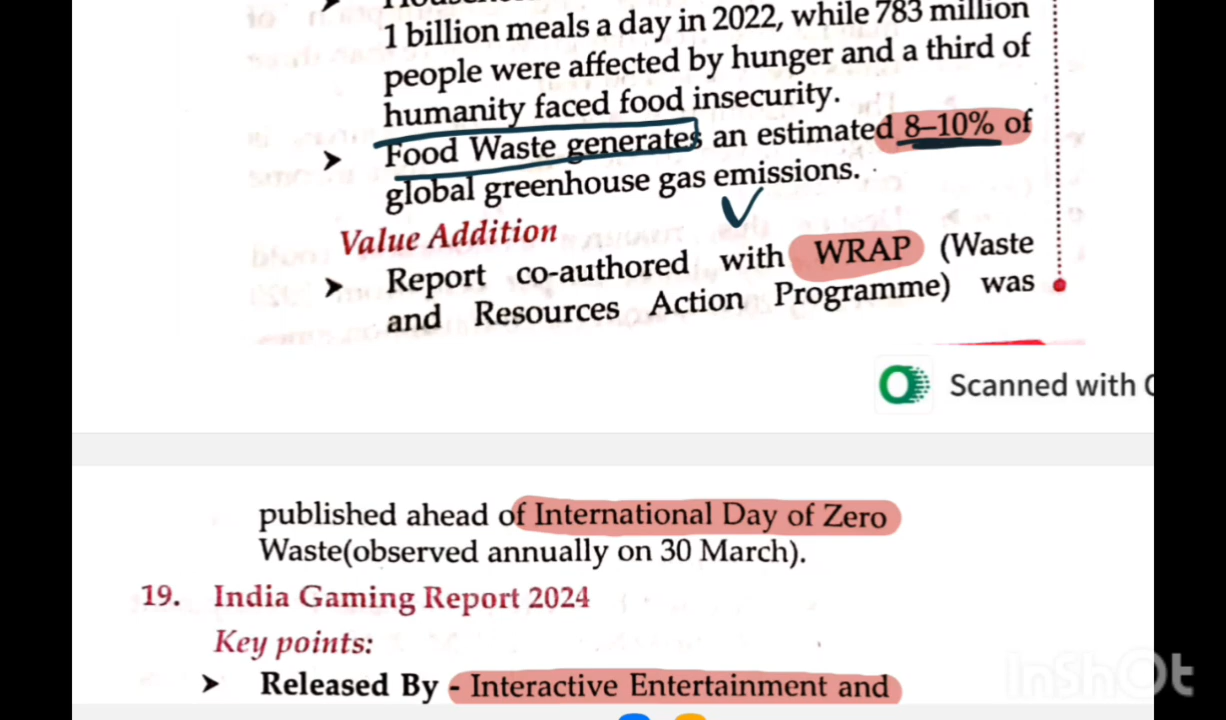 1 billion meals a day in 2022, while 783 million
people were affected by hunger and a third of
humanity faced food insecurity.
➤ Food Waste generates an estimated 8–10% of
global greenhouse gas emissions.
Value Addition
➤ Report co-authored with WRAP (Waste
and Resources Action Programme) was
Scanned with
published ahead of International Day of Zero
Waste(observed annually on 30 March).
19. India Gaming Report 2024
Key points:
➤ Released By - Interactive Entertainment and
InShOt